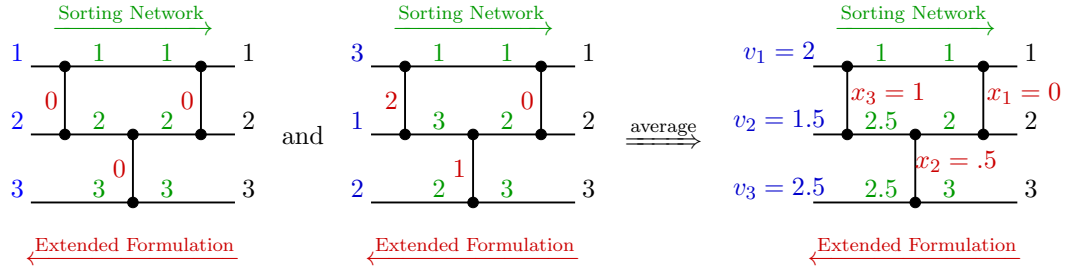 Sorting Network Sorting Network Sorting Network
1 1 1 1 3 1 1 1 v₁ = 2 1 1 1
0 0 2 0 x₃ = 1 x₁ = 0
2 2 2 2 and 1 3 2 2 average v₂ = 1.5 2.5 2 2
0 1 x₂ = .5
3 3 3 3 2 2 3 3 v₃ = 2.5 2.5 3 3
Extended Formulation Extended Formulation Extended Formulation